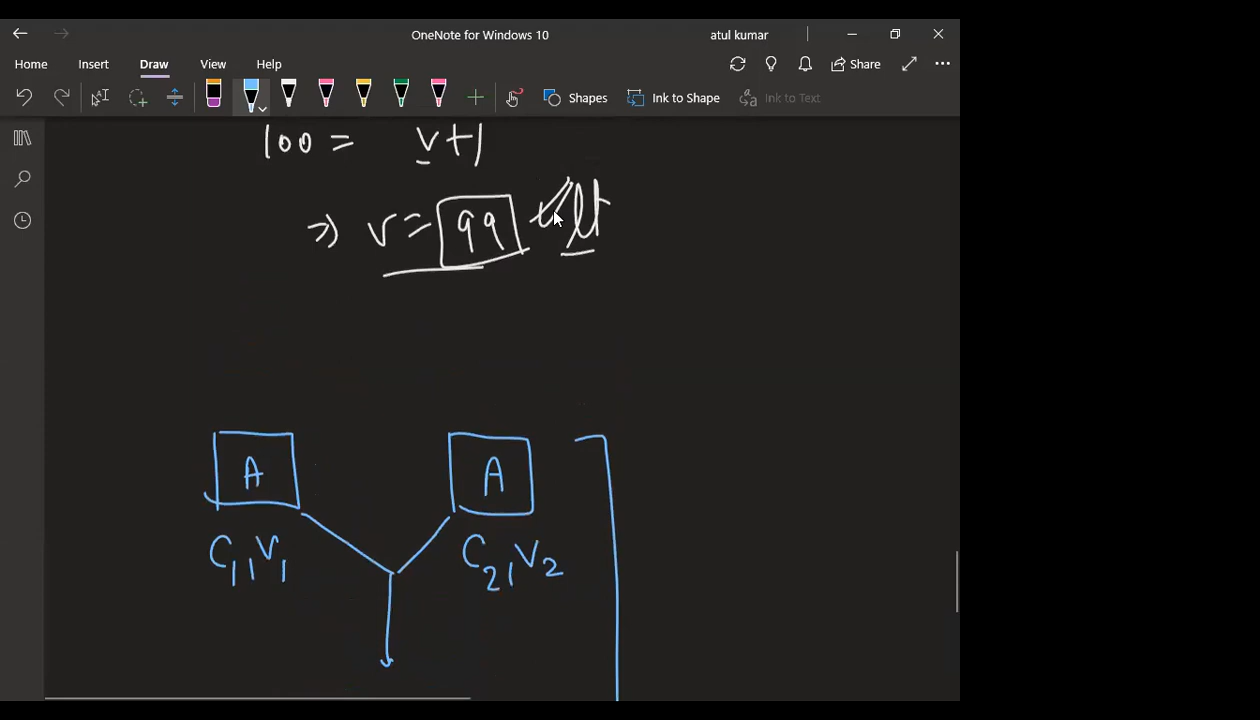 OneNote for Windows 10
atul kumar
Home Insert Draw View Help
Share
Shapes Ink to Shape Ink to Text
100 = v+1
⇒ v = 99 lt
A A
C1, V1 C2, V2